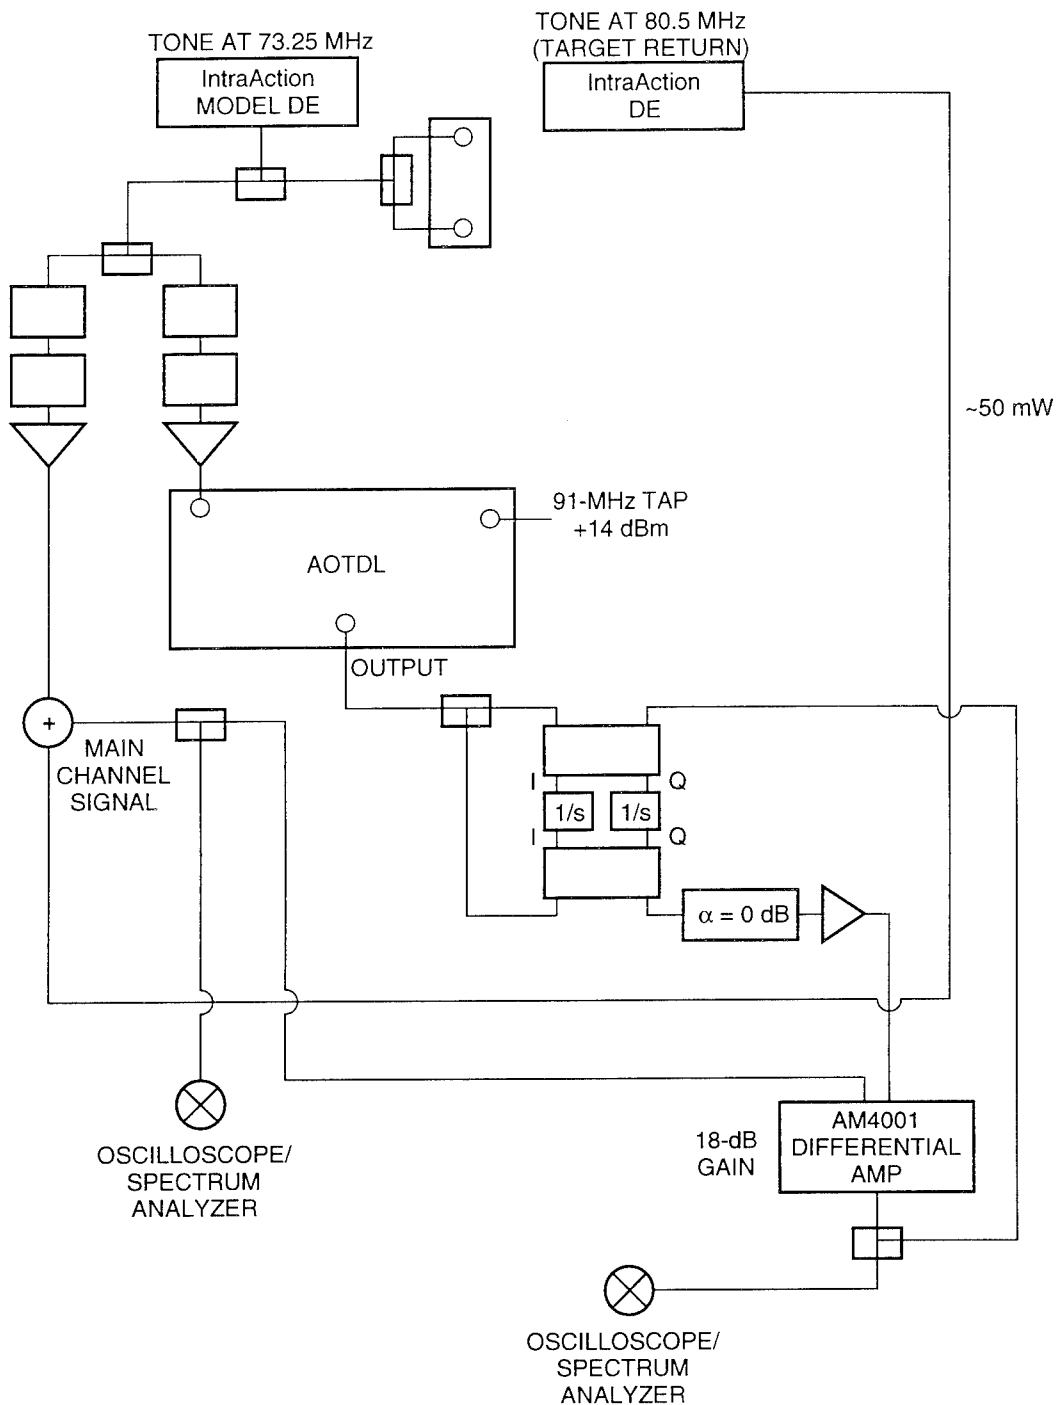 TONE AT 73.25 MHz
IntraAction
MODEL DE
TONE AT 80.5 MHz
(TARGET RETURN)
IntraAction
DE
~50 mW
91-MHz TAP
+14 dBm
AOTDL
OUTPUT
+
MAIN
CHANNEL
SIGNAL
I
Q
1/s
1/s
I
Q
α = 0 dB
OSCILLOSCOPE/
SPECTRUM
ANALYZER
18-dB
GAIN
AM4001
DIFFERENTIAL
AMP
OSCILLOSCOPE/
SPECTRUM
ANALYZER